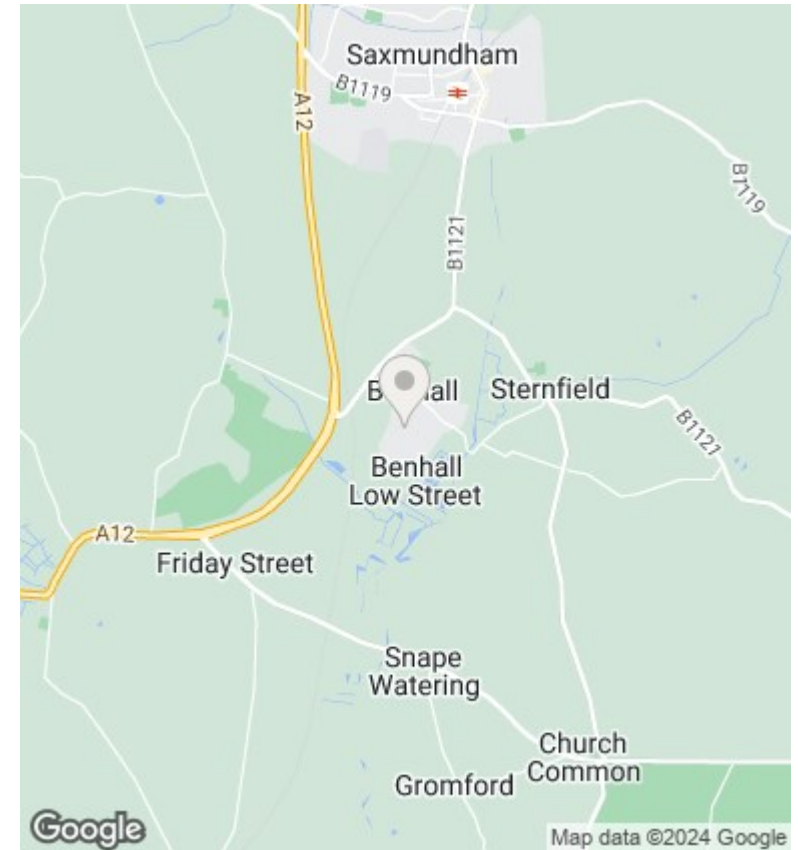 Saxmundham
B1119
A12
B1119
B1121
Sternfield
B1121
Benhall
Low Street
A12
Friday Street
Snape
Watering
Church
Common
Gromford
Google
Map data ©2024 Google